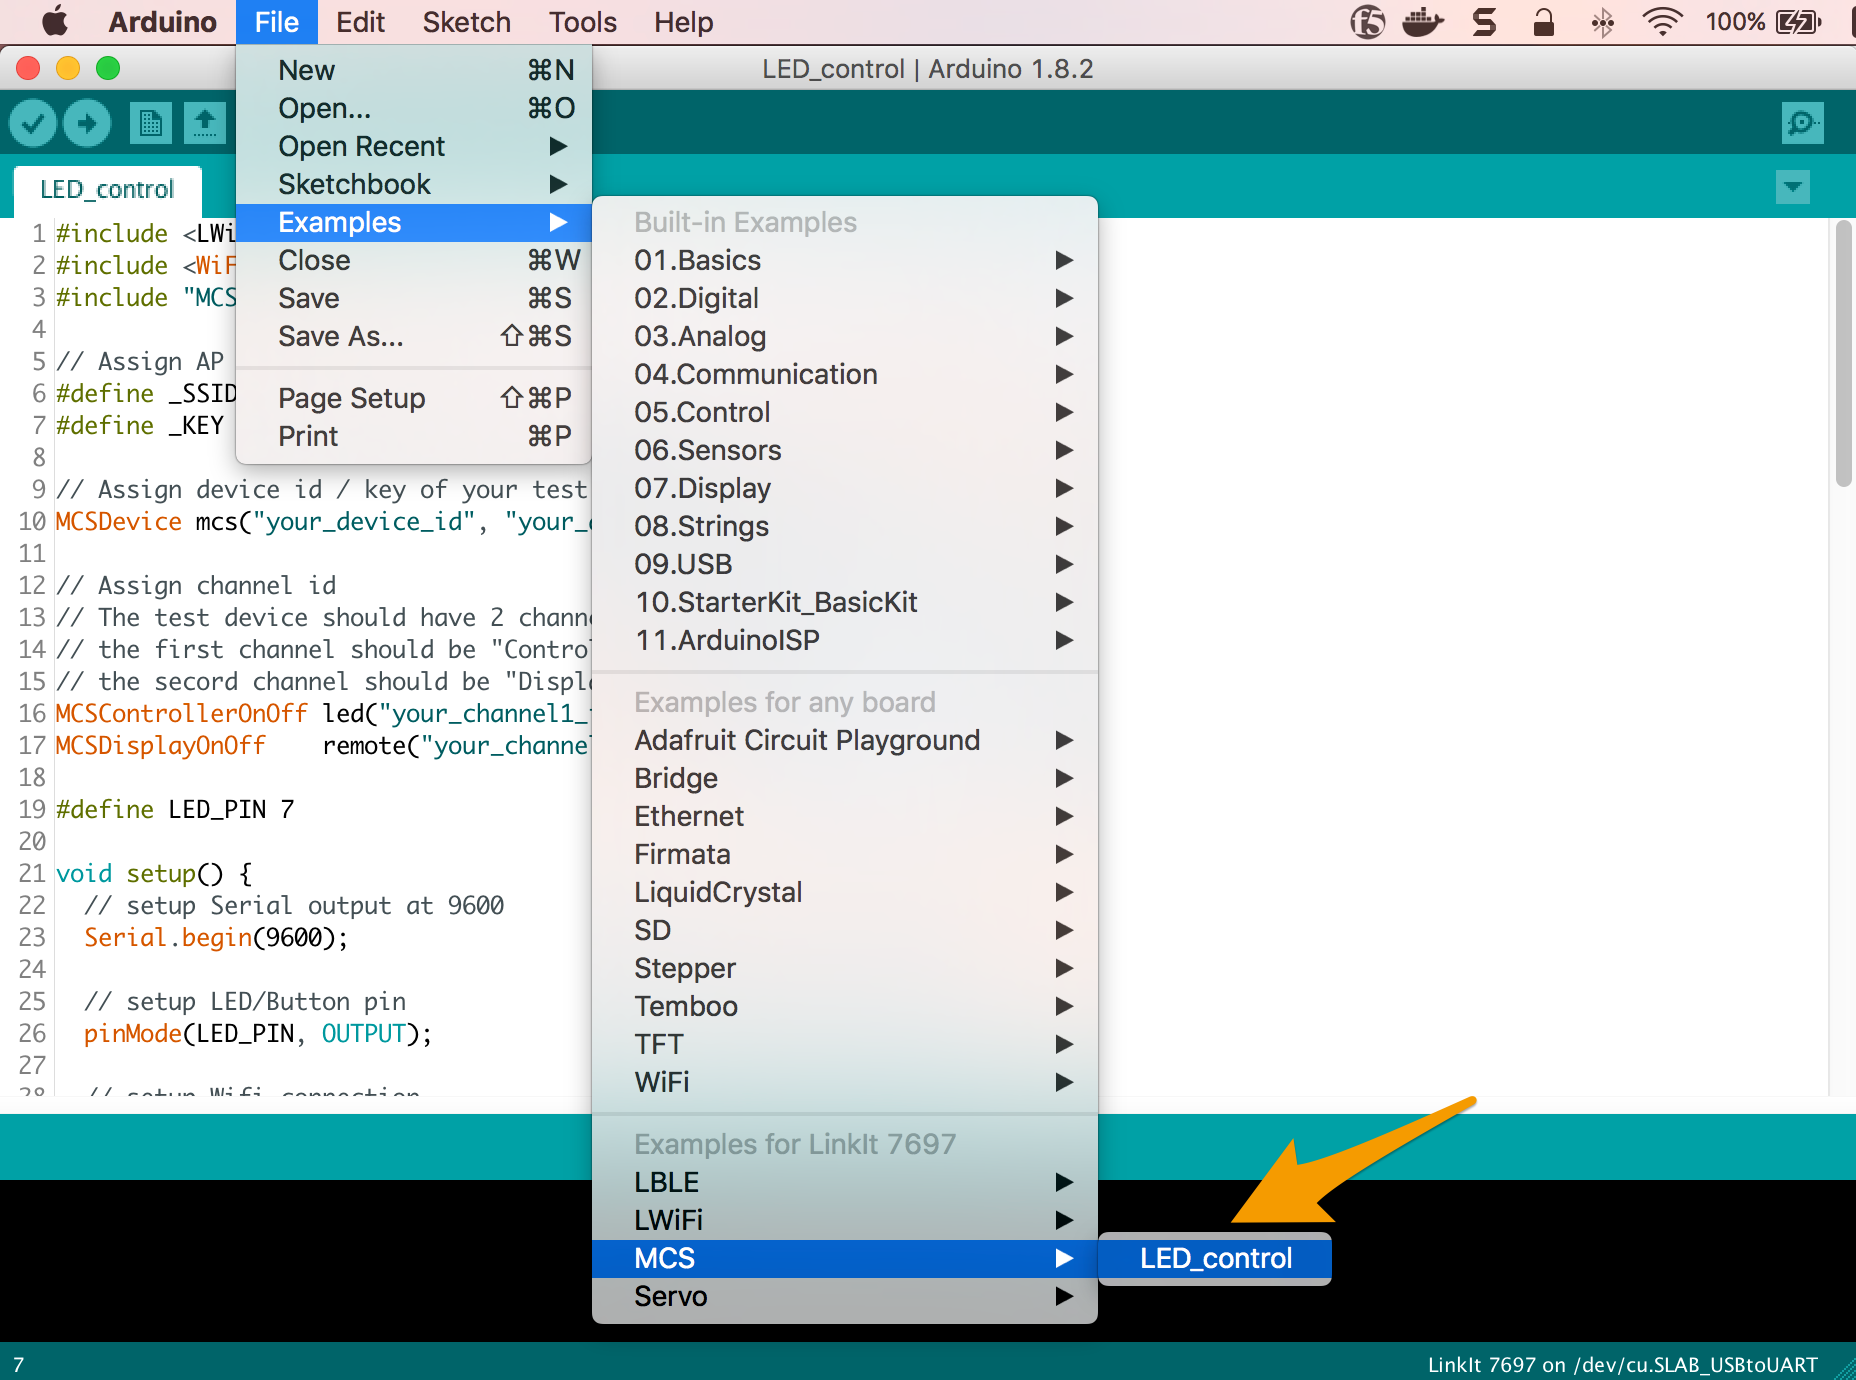 Arduino File Edit Sketch Tools Help f5 S 100%
LED_control | Arduino 1.8.2
New ⌘N
Open... ⌘O
Open Recent ▶
Sketchbook ▶
Examples ▶
Close ⌘W
Save ⌘S
Save As... ⇧⌘S
Page Setup ⇧⌘P
Print ⌘P
LED_control
1 #include <LWi
2 #include <WiF
3 #include "MCS
4
5 // Assign AP
6 #define _SSID
7 #define _KEY
8
9 // Assign device id / key of your test
10 MCSDevice mcs("your_device_id", "your_
11
12 // Assign channel id
13 // The test device should have 2 chann
14 // the first channel should be "Contro
15 // the secord channel should be "Displ
16 MCSControllerOnOff led("your_channel1_
17 MCSDisplayOnOff    remote("your_channe
18
19 #define LED_PIN 7
20
21 void setup() {
22   // setup Serial output at 9600
23   Serial.begin(9600);
24
25   // setup LED/Button pin
26   pinMode(LED_PIN, OUTPUT);
27
28   // setup Wifi connection
Built-in Examples
01.Basics ▶
02.Digital ▶
03.Analog ▶
04.Communication ▶
05.Control ▶
06.Sensors ▶
07.Display ▶
08.Strings ▶
09.USB ▶
10.StarterKit_BasicKit ▶
11.ArduinoISP ▶
Examples for any board
Adafruit Circuit Playground ▶
Bridge ▶
Ethernet ▶
Firmata ▶
LiquidCrystal ▶
SD ▶
Stepper ▶
Temboo ▶
TFT ▶
WiFi ▶
Examples for LinkIt 7697
LBLE ▶
LWiFi ▶
MCS ▶
LED_control
Servo ▶
7
LinkIt 7697 on /dev/cu.SLAB_USBtoUART